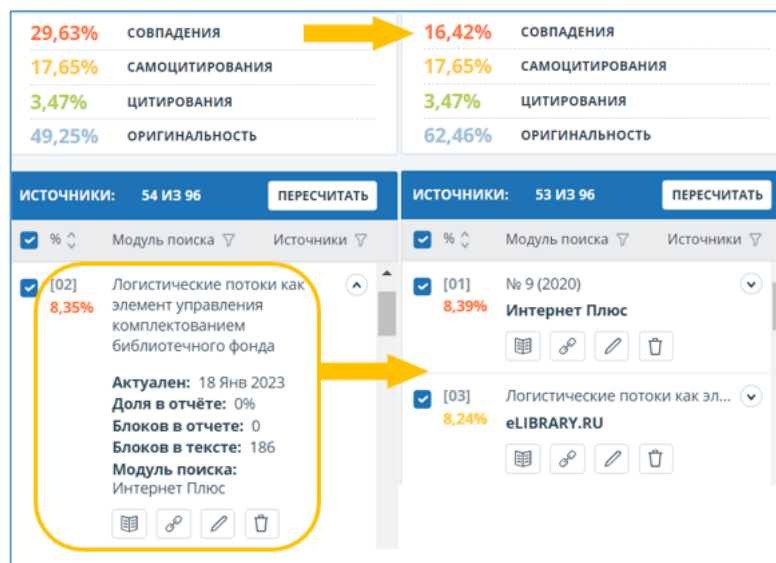 29,63% СОВПАДЕНИЯ
17,65% САМОЦИТИРОВАНИЯ
3,47% ЦИТИРОВАНИЯ
49,25% ОРИГИНАЛЬНОСТЬ
ИСТОЧНИКИ: 54 ИЗ 96 ПЕРЕСЧИТАТЬ
% Модуль поиска Источники
[02] Логистические потоки как
8,35% элемент управления
комплектованием
библиотечного фонда
Актуален: 18 Янв 2023
Доля в отчёте: 0%
Блоков в отчете: 0
Блоков в тексте: 186
Модуль поиска:
Интернет Плюс
16,42% СОВПАДЕНИЯ
17,65% САМОЦИТИРОВАНИЯ
3,47% ЦИТИРОВАНИЯ
62,46% ОРИГИНАЛЬНОСТЬ
ИСТОЧНИКИ: 53 ИЗ 96 ПЕРЕСЧИТАТЬ
% Модуль поиска Источники
[01] № 9 (2020)
8,39% Интернет Плюс
[03] Логистические потоки как эл...
8,24% eLIBRARY.RU